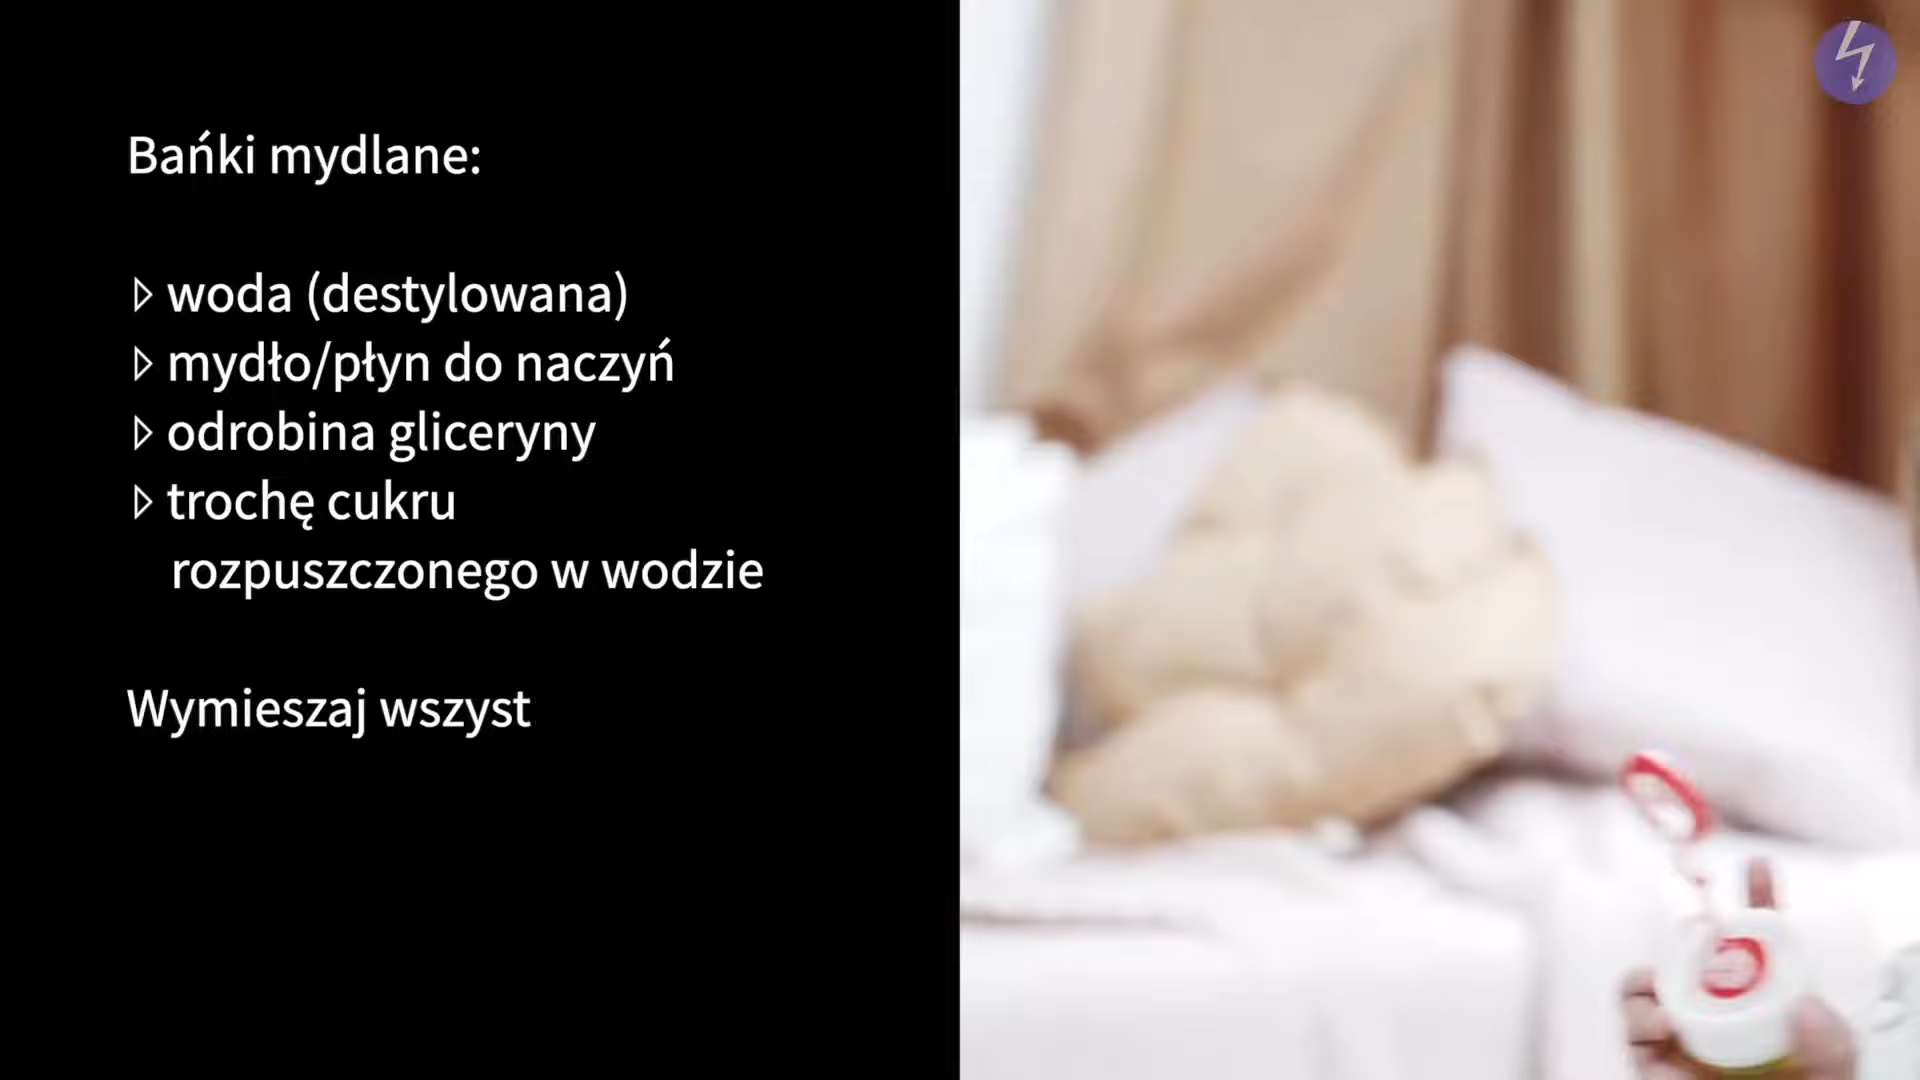 Bańki mydlane:
▷ woda (destylowana)
▷ mydło/płyn do naczyń
▷ odrobina gliceryny
▷ trochę cukru
rozpuszczonego w wodzie
Wymieszaj wszyst